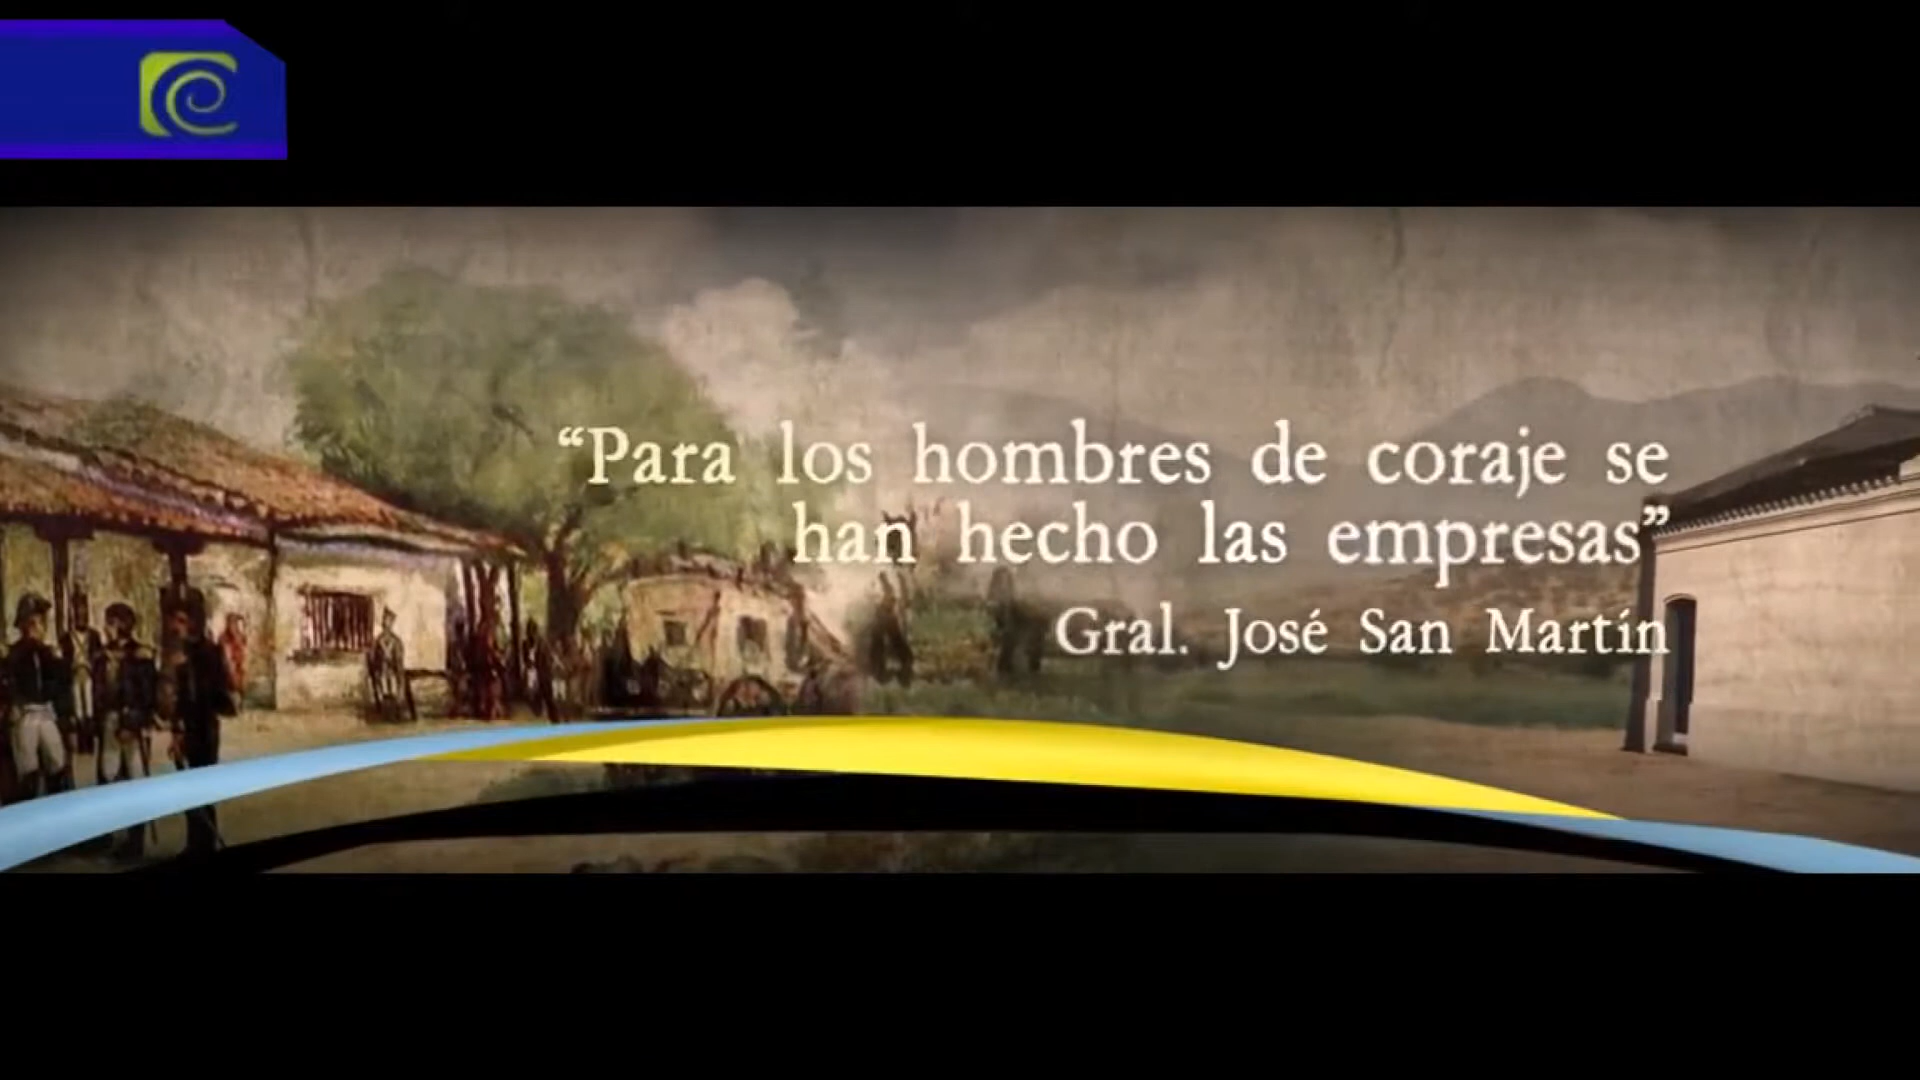 “Para los hombres de coraje se
han hecho las empresas”
Gral. José San Martín